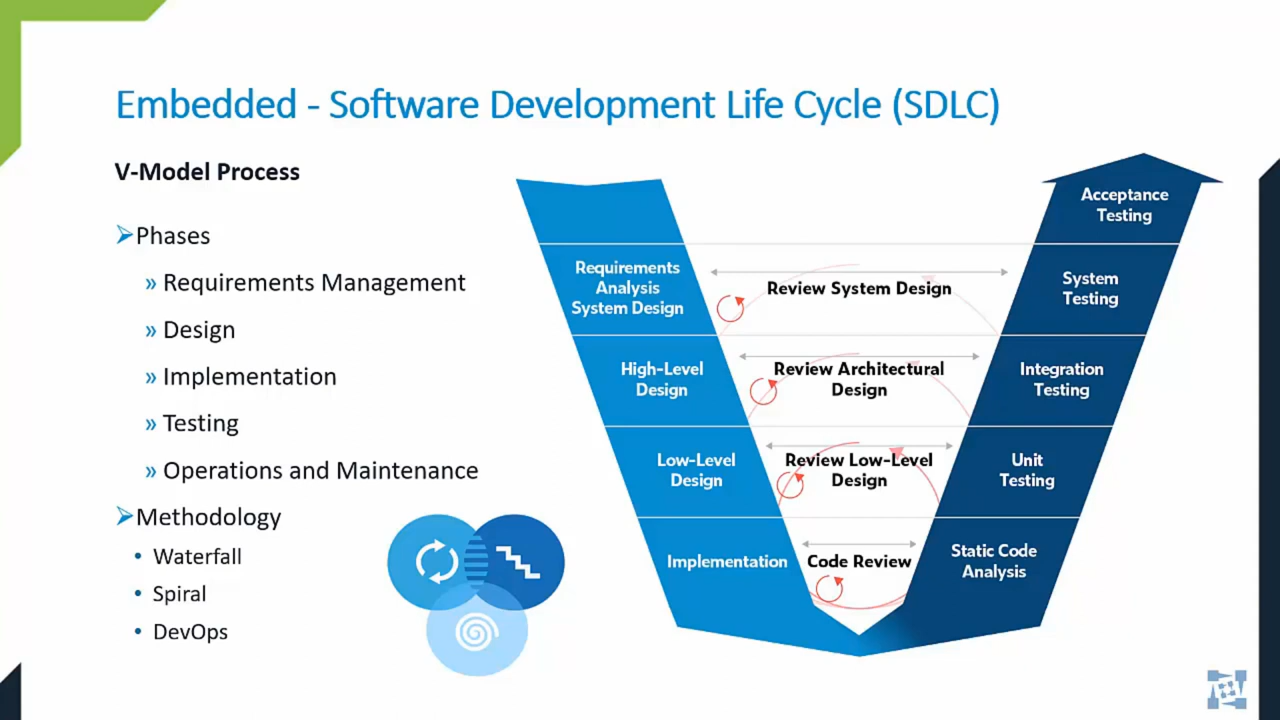 Embedded - Software Development Life Cycle (SDLC)
V-Model Process
Phases
» Requirements Management
» Design
» Implementation
» Testing
» Operations and Maintenance
Methodology
• Waterfall
• Spiral
• DevOps
Requirements
Analysis
System Design
High-Level
Design
Low-Level
Design
Implementation
Review System Design
Review Architectural
Design
Review Low-Level
Design
Code Review
Acceptance
Testing
System
Testing
Integration
Testing
Unit
Testing
Static Code
Analysis